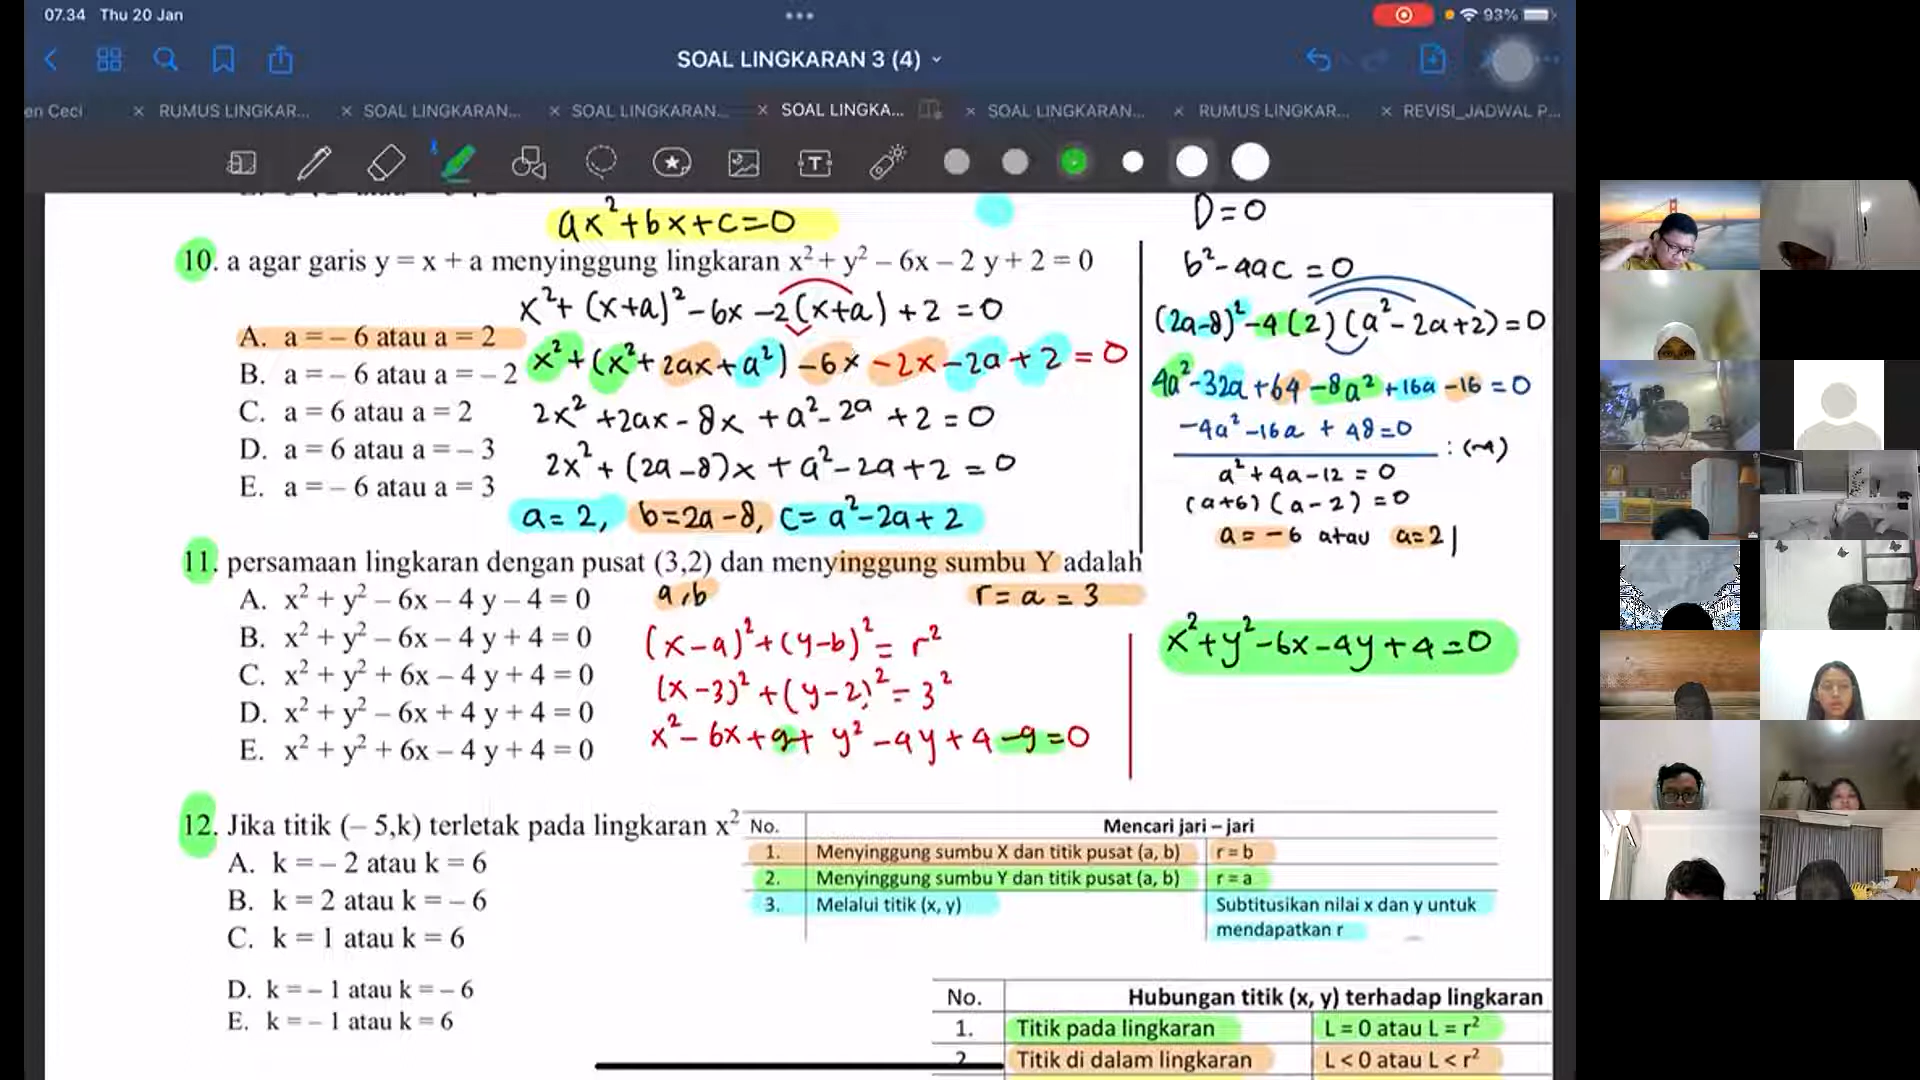 07.34 Thu 20 Jan
93%
SOAL LINGKARAN 3 (4)
en Ceci
RUMUS LINGKAR...
SOAL LINGKARAN...
SOAL LINGKARAN...
SOAL LINGKA...
SOAL LINGKARAN...
RUMUS LINGKAR...
REVISI_JADWAL P...
ax²+bx+c=0
10. a agar garis y = x + a menyinggung lingkaran x² + y² – 6x – 2 y + 2 = 0
x²+ (x+a)² - 6x -2(x+a) + 2 = 0
A. a = – 6 atau a = 2
x²+(x²+2ax+a²) -6x -2x -2a + 2 = 0
B. a = – 6 atau a = – 2
C. a = 6 atau a = 2
2x² +2ax - 8x + a²-2a +2 = 0
D. a = 6 atau a = – 3
2x² + (2a-8)x + a²-2a+2 = 0
E. a = – 6 atau a = 3
a=2, b=2a-8, c= a²-2a+2
D=0
b²-4ac = 0
(2a-8)²-4(2)(a²-2a+2)=0
4a²-32a+64-8a²+16a-16=0
-4a²-16a + 48=0
: (-4)
a²+4a-12=0
(a+6)(a-2)=0
a=-6 atau a=2
11. persamaan lingkaran dengan pusat (3,2) dan menyinggung sumbu Y adalah
a,b
r=a=3
A. x² + y² – 6x – 4 y – 4 = 0
B. x² + y² – 6x – 4 y + 4 = 0
C. x² + y² + 6x – 4 y + 4 = 0
D. x² + y² – 6x + 4 y + 4 = 0
E. x² + y² + 6x – 4 y + 4 = 0
(x-a)²+(y-b)²=r²
(x-3)²+(y-2)²=3²
x²-6x+9+y²-4y+4-9=0
x²+y²-6x-4y+4=0
12. Jika titik (– 5,k) terletak pada lingkaran x²
A. k = – 2 atau k = 6
B. k = 2 atau k = – 6
C. k = 1 atau k = 6
D. k = – 1 atau k = – 6
E. k = – 1 atau k = 6
No. Mencari jari – jari
1. Menyinggung sumbu X dan titik pusat (a, b) r = b
2. Menyinggung sumbu Y dan titik pusat (a, b) r = a
3. Melalui titik (x, y) Subtitusikan nilai x dan y untuk
mendapatkan r
No. Hubungan titik (x, y) terhadap lingkaran
1. Titik pada lingkaran L = 0 atau L = r²
2 Titik di dalam lingkaran L < 0 atau L < r²